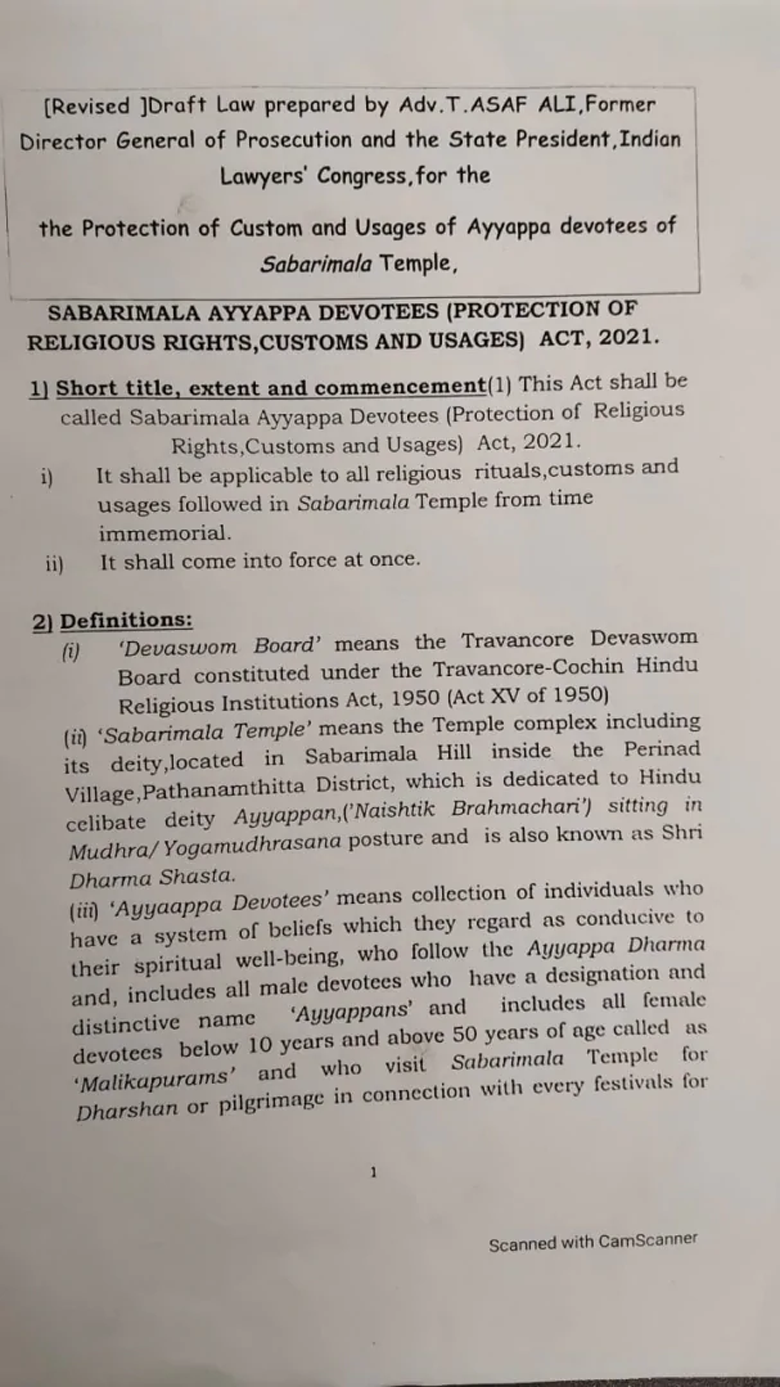 [Revised ]Draft Law prepared by Adv.T.ASAF ALI,Former
Director General of Prosecution and the State President,Indian
Lawyers' Congress,for the
the Protection of Custom and Usages of Ayyappa devotees of
Sabarimala Temple,
SABARIMALA AYYAPPA DEVOTEES (PROTECTION OF
RELIGIOUS RIGHTS,CUSTOMS AND USAGES) ACT, 2021.
1) Short title, extent and commencement(1) This Act shall be
called Sabarimala Ayyappa Devotees (Protection of Religious
Rights,Customs and Usages) Act, 2021.
i) It shall be applicable to all religious rituals,customs and
usages followed in Sabarimala Temple from time
immemorial.
ii) It shall come into force at once.
2) Definitions:
(i) 'Devaswom Board' means the Travancore Devaswom
Board constituted under the Travancore-Cochin Hindu
Religious Institutions Act, 1950 (Act XV of 1950)
(ii) 'Sabarimala Temple' means the Temple complex including
its deity,located in Sabarimala Hill inside the Perinad
Village,Pathanamthitta District, which is dedicated to Hindu
celibate deity Ayyappan,('Naishtik Brahmachari') sitting in
Mudhra/Yogamudhrasana posture and is also known as Shri
Dharma Shasta.
(iii) 'Ayyaappa Devotees' means collection of individuals who
have a system of beliefs which they regard as conducive to
their spiritual well-being, who follow the Ayyappa Dharma
and, includes all male devotees who have a designation and
distinctive name 'Ayyappans' and includes all female
devotees below 10 years and above 50 years of age called as
'Malikapurams' and who visit Sabarimala Temple for
Dharshan or pilgrimage in connection with every festivals for
1
Scanned with CamScanner